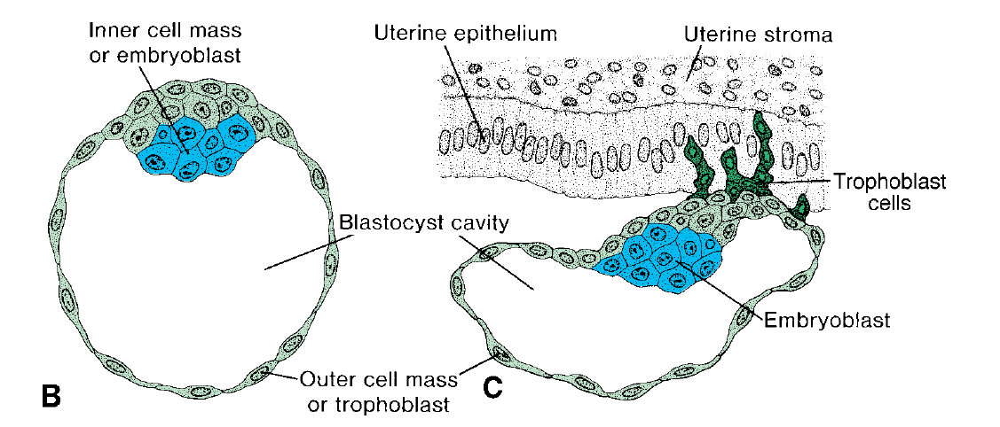 Inner cell mass
or embryoblast
Uterine epithelium
Uterine stroma
Trophoblast
cells
Blastocyst cavity
Embryoblast
Outer cell mass
or trophoblast
B
C